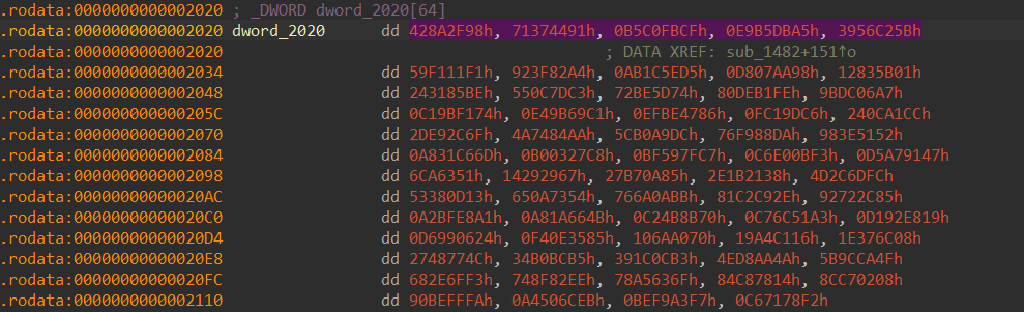 .rodata:0000000000002020 ; _DWORD dword_2020[64]
.rodata:0000000000002020 dword_2020 dd 428A2F98h, 71374491h, 0B5C0FBCFh, 0E9B5DBA5h, 3956C25Bh
.rodata:0000000000002020 ; DATA XREF: sub_1482+151↑o
.rodata:0000000000002034 dd 59F111F1h, 923F82A4h, 0AB1C5ED5h, 0D807AA98h, 12835B01h
.rodata:0000000000002048 dd 243185BEh, 550C7DC3h, 72BE5D74h, 80DEB1FEh, 9BDC06A7h
.rodata:000000000000205C dd 0C19BF174h, 0E49B69C1h, 0EFBE4786h, 0FC19DC6h, 240CA1CCh
.rodata:0000000000002070 dd 2DE92C6Fh, 4A7484AAh, 5CB0A9DCh, 76F988DAh, 983E5152h
.rodata:0000000000002084 dd 0A831C66Dh, 0B00327C8h, 0BF597FC7h, 0C6E00BF3h, 0D5A79147h
.rodata:0000000000002098 dd 6CA6351h, 14292967h, 27B70A85h, 2E1B2138h, 4D2C6DFCh
.rodata:00000000000020AC dd 53380D13h, 650A7354h, 766A0ABBh, 81C2C92Eh, 92722C85h
.rodata:00000000000020C0 dd 0A2BFE8A1h, 0A81A664Bh, 0C24B8B70h, 0C76C51A3h, 0D192E819h
.rodata:00000000000020D4 dd 0D6990624h, 0F40E3585h, 106AA070h, 19A4C116h, 1E376C08h
.rodata:00000000000020E8 dd 2748774Ch, 34B0BCB5h, 391C0CB3h, 4ED8AA4Ah, 5B9CCA4Fh
.rodata:00000000000020FC dd 682E6FF3h, 748F82EEh, 78A5636Fh, 84C87814h, 8CC70208h
.rodata:0000000000002110 dd 90BEFFFAh, 0A4506CEBh, 0BEF9A3F7h, 0C67178F2h